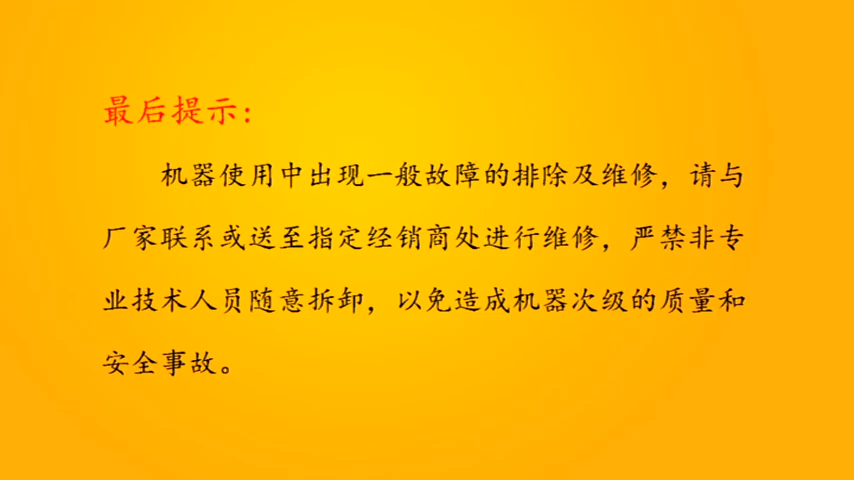 最后提示：
机器使用中出现一般故障的排除及维修，请与
厂家联系或送至指定经销商处进行维修，严禁非专
业技术人员随意拆卸，以免造成机器次级的质量和
安全事故。